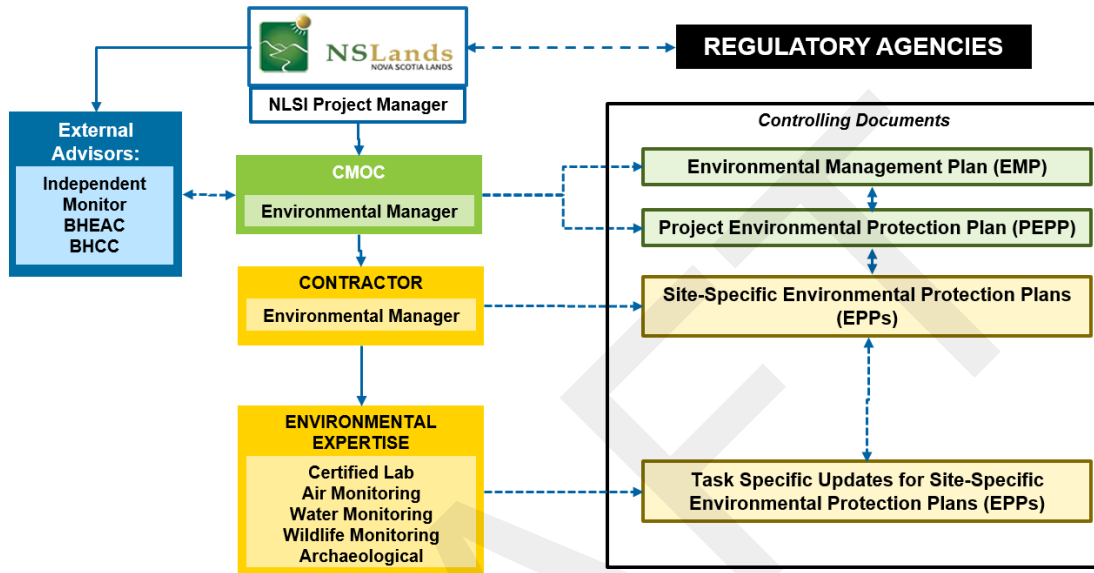 NSLands
NOVA SCOTIA LANDS
NLSI Project Manager
REGULATORY AGENCIES
External
Advisors:
Independent
Monitor
BHEAC
BHCC
CMOC
Environmental Manager
CONTRACTOR
Environmental Manager
ENVIRONMENTAL
EXPERTISE
Certified Lab
Air Monitoring
Water Monitoring
Wildlife Monitoring
Archaeological
Controlling Documents
Environmental Management Plan (EMP)
Project Environmental Protection Plan (PEPP)
Site-Specific Environmental Protection Plans
(EPPs)
Task Specific Updates for Site-Specific
Environmental Protection Plans (EPPs)